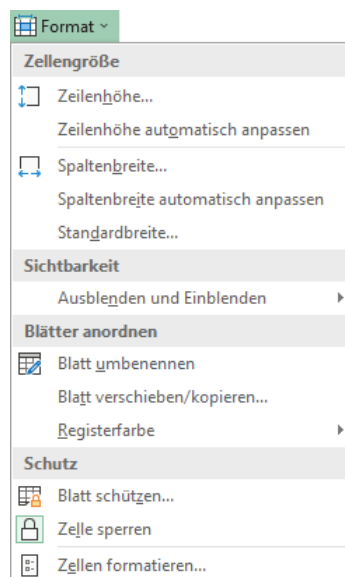 Format
Zellengröße
Zeilenhöhe...
Zeilenhöhe automatisch anpassen
Spaltenbreite...
Spaltenbreite automatisch anpassen
Standardbreite...
Sichtbarkeit
Ausblenden und Einblenden
Blätter anordnen
Blatt umbenennen
Blatt verschieben/kopieren...
Registerfarbe
Schutz
Blatt schützen...
Zelle sperren
Zellen formatieren...